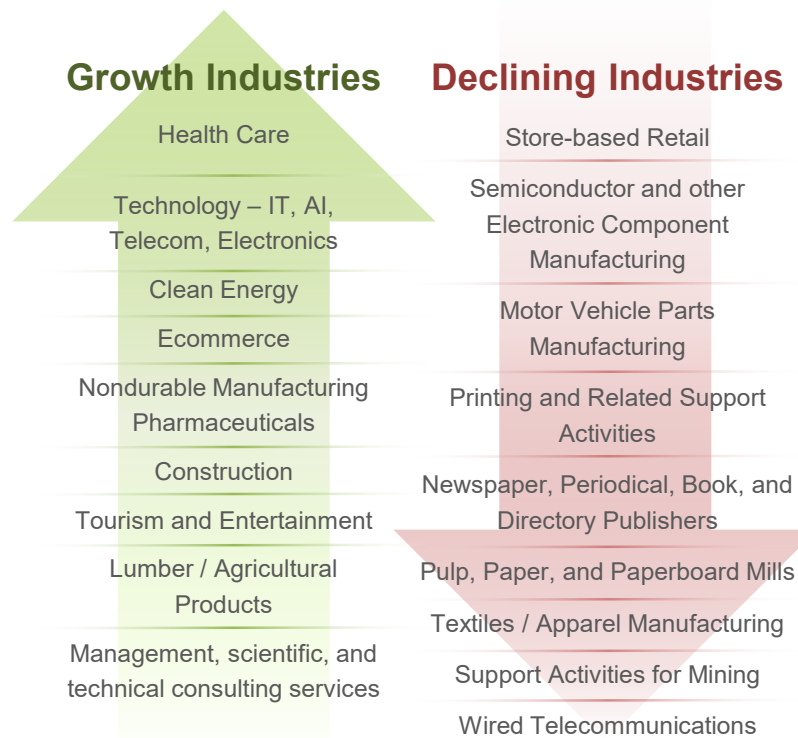 Growth Industries
Health Care
Technology – IT, AI,
Telecom, Electronics
Clean Energy
Ecommerce
Nondurable Manufacturing
Pharmaceuticals
Construction
Tourism and Entertainment
Lumber / Agricultural
Products
Management, scientific, and
technical consulting services
Declining Industries
Store-based Retail
Semiconductor and other
Electronic Component
Manufacturing
Motor Vehicle Parts
Manufacturing
Printing and Related Support
Activities
Newspaper, Periodical, Book, and
Directory Publishers
Pulp, Paper, and Paperboard Mills
Textiles / Apparel Manufacturing
Support Activities for Mining
Wired Telecommunications